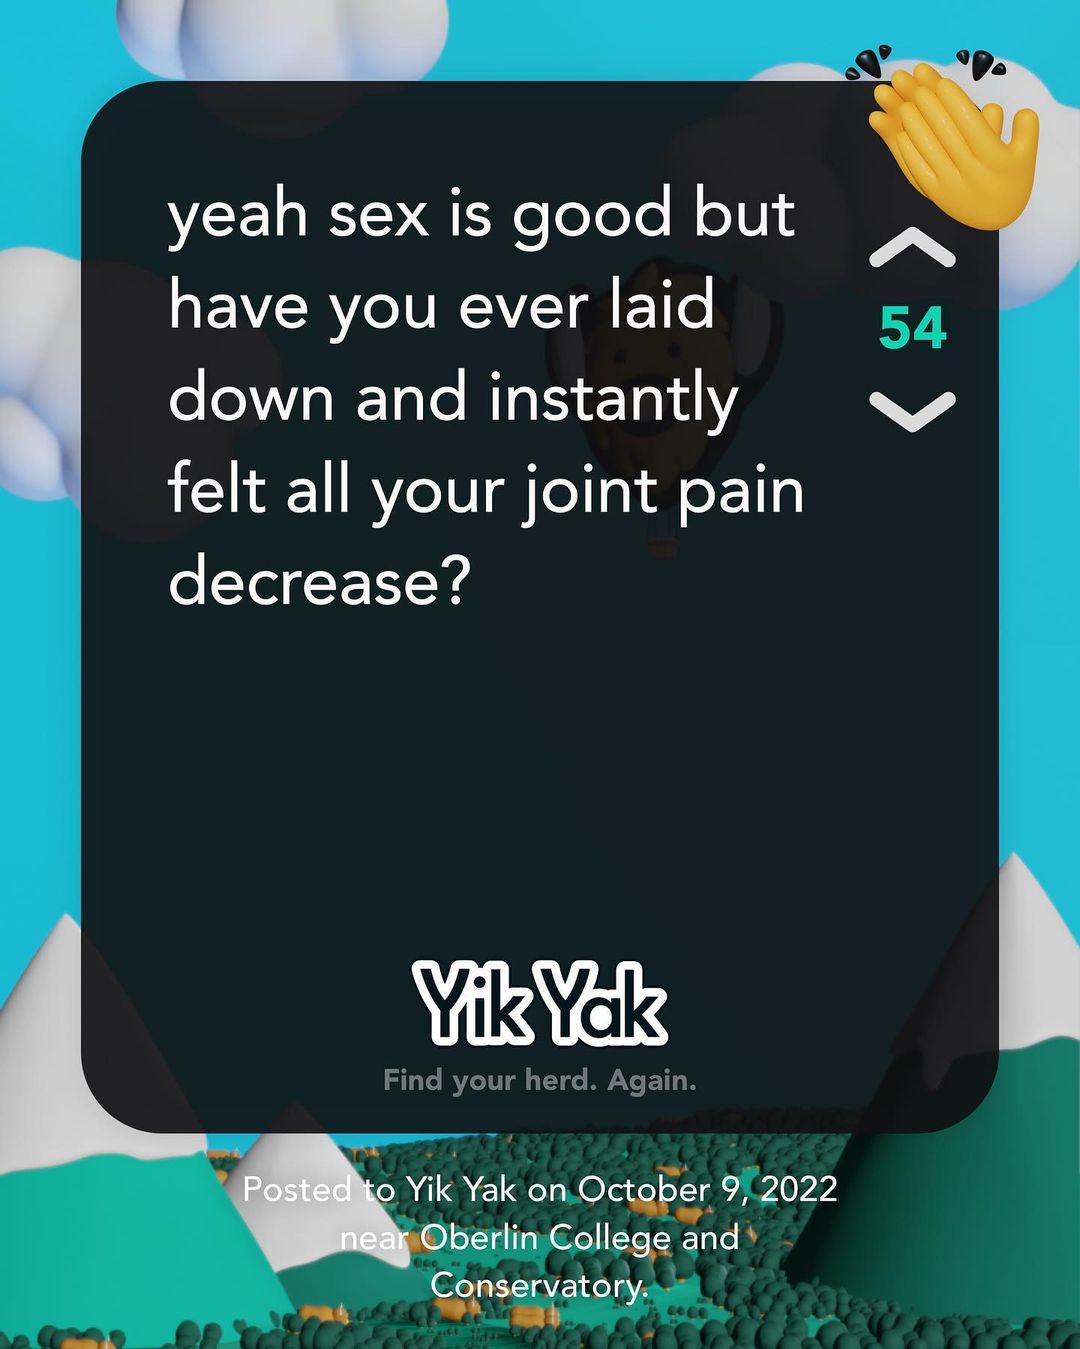 yeah sex is good but
have you ever laid
down and instantly
felt all your joint pain
decrease?
54
Yik Yak
Find your herd. Again.
Posted to Yik Yak on October 9, 2022
near Oberlin College and
Conservatory.